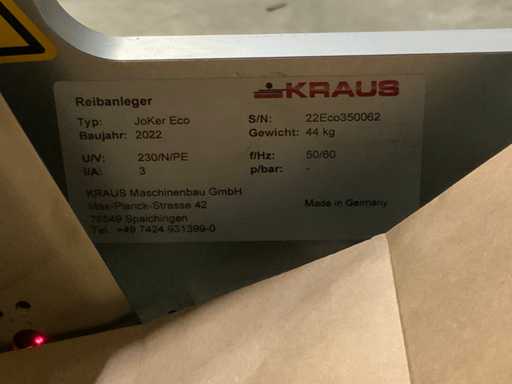 KRAUS
Reibanleger
Typ: JoKer Eco S/N: 22Eco350062
Baujahr: 2022 Gewicht: 44 kg
U/V: 230/N/PE f/Hz: 50/60
I/A: 3 p/bar: -
KRAUS Maschinenbau GmbH
Max-Planck-Strasse 42 Made in Germany
78549 Spaichingen
Tel. +49 7424 931399-0